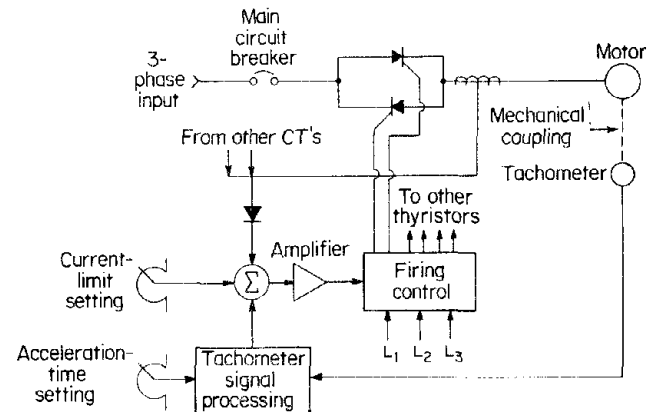 Main
circuit
breaker
3-
phase
input
Motor
Mechanical
coupling
From other CT's
Tachometer
To other
thyristors
Amplifier
Current-
limit
setting
Σ
Firing
control
L₁ L₂ L₃
Acceleration-
time
setting
Tachometer
signal
processing